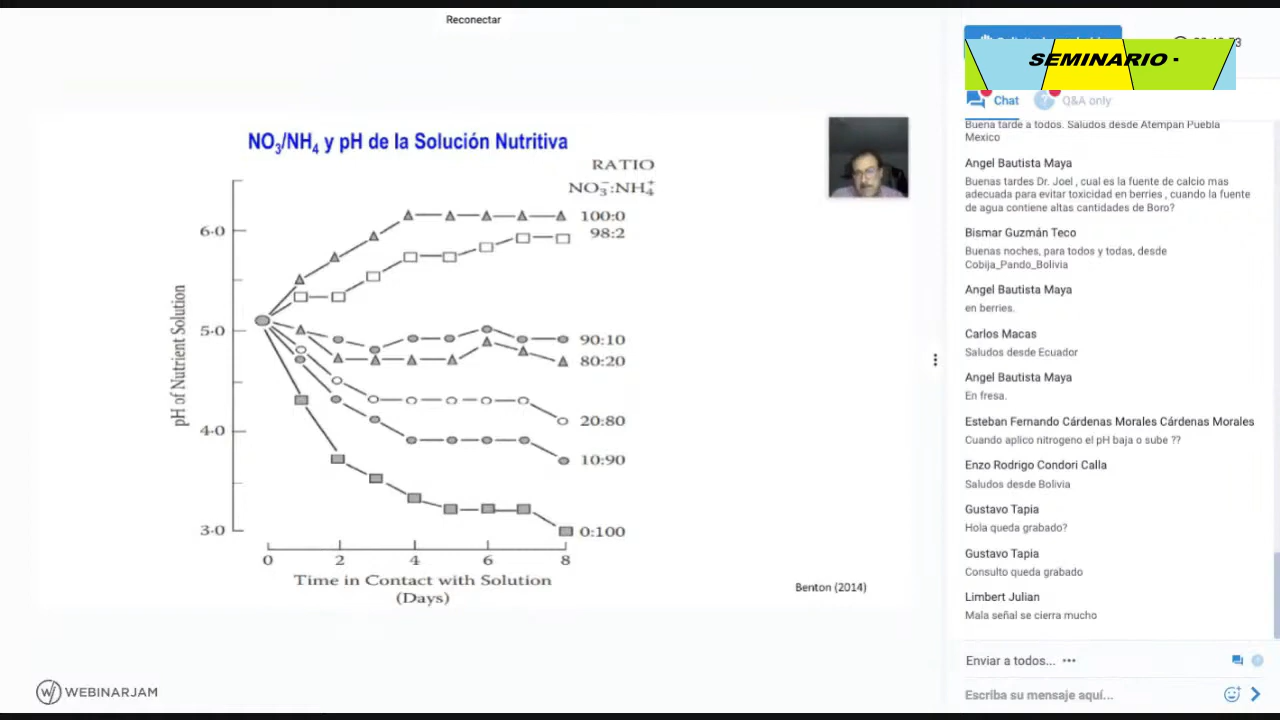 Reconectar
NO3/NH4 y pH de la Solución Nutritiva
RATIO
NO3⁻:NH4⁺
100:0
98:2
90:10
80:20
20:80
10:90
0:100
6·0
5·0
4·0
3·0
pH of Nutrient Solution
0 2 4 6 8
Time in Contact with Solution
(Days)
Benton (2014)
WEBINARJAM
SEMINARIO -
Chat
Q&A only
Buena tarde a todos. Saludos desde Atempan Puebla
Mexico
Angel Bautista Maya
Buenas tardes Dr. Joel , cual es la fuente de calcio mas
adecuada para evitar toxicidad en berries , cuando la fuente
de agua contiene altas cantidades de Boro?
Bismar Guzmán Teco
Buenas noches, para todos y todas, desde
Cobija_Pando_Bolivia
Angel Bautista Maya
en berries.
Carlos Macas
Saludos desde Ecuador
Angel Bautista Maya
En fresa.
Esteban Fernando Cárdenas Morales Cárdenas Morales
Cuando aplico nitrogeno el pH baja o sube ??
Enzo Rodrigo Condori Calla
Saludos desde Bolivia
Gustavo Tapia
Hola queda grabado?
Gustavo Tapia
Consulto queda grabado
Limbert Julian
Mala señal se cierra mucho
Enviar a todos...
Escriba su mensaje aquí...